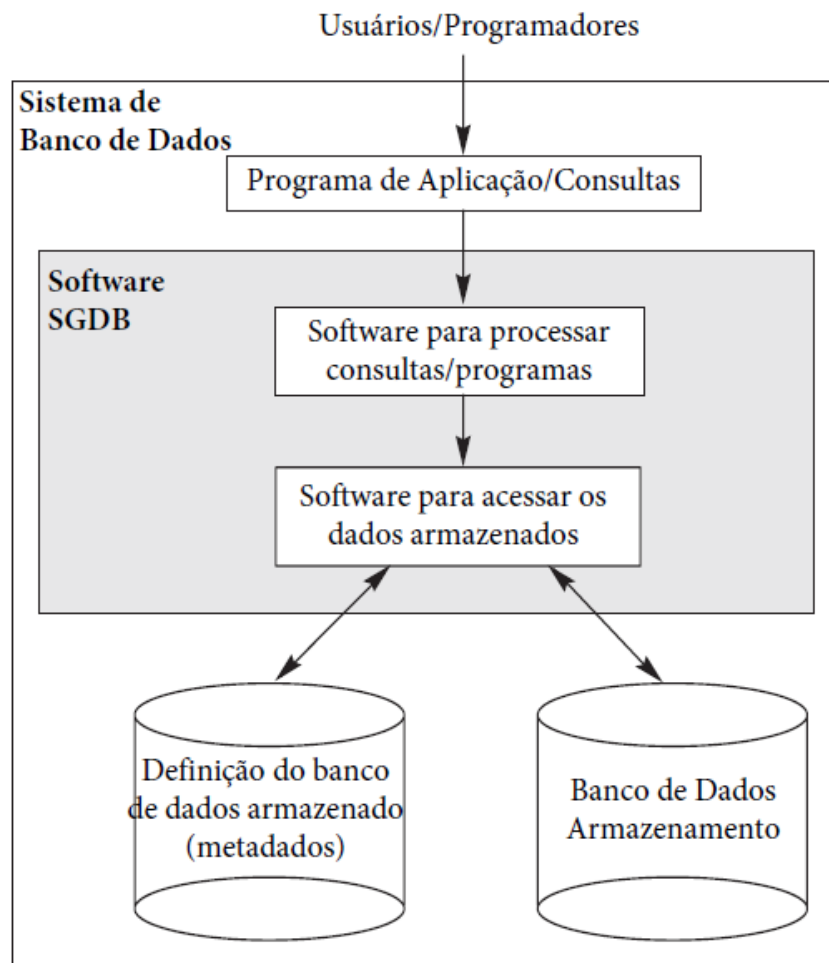 Usuários/Programadores
Sistema de
Banco de Dados
Programa de Aplicação/Consultas
Software
SGDB
Software para processar
consultas/programas
Software para acessar os
dados armazenados
Definição do banco
de dados armazenado
(metadados)
Banco de Dados
Armazenamento